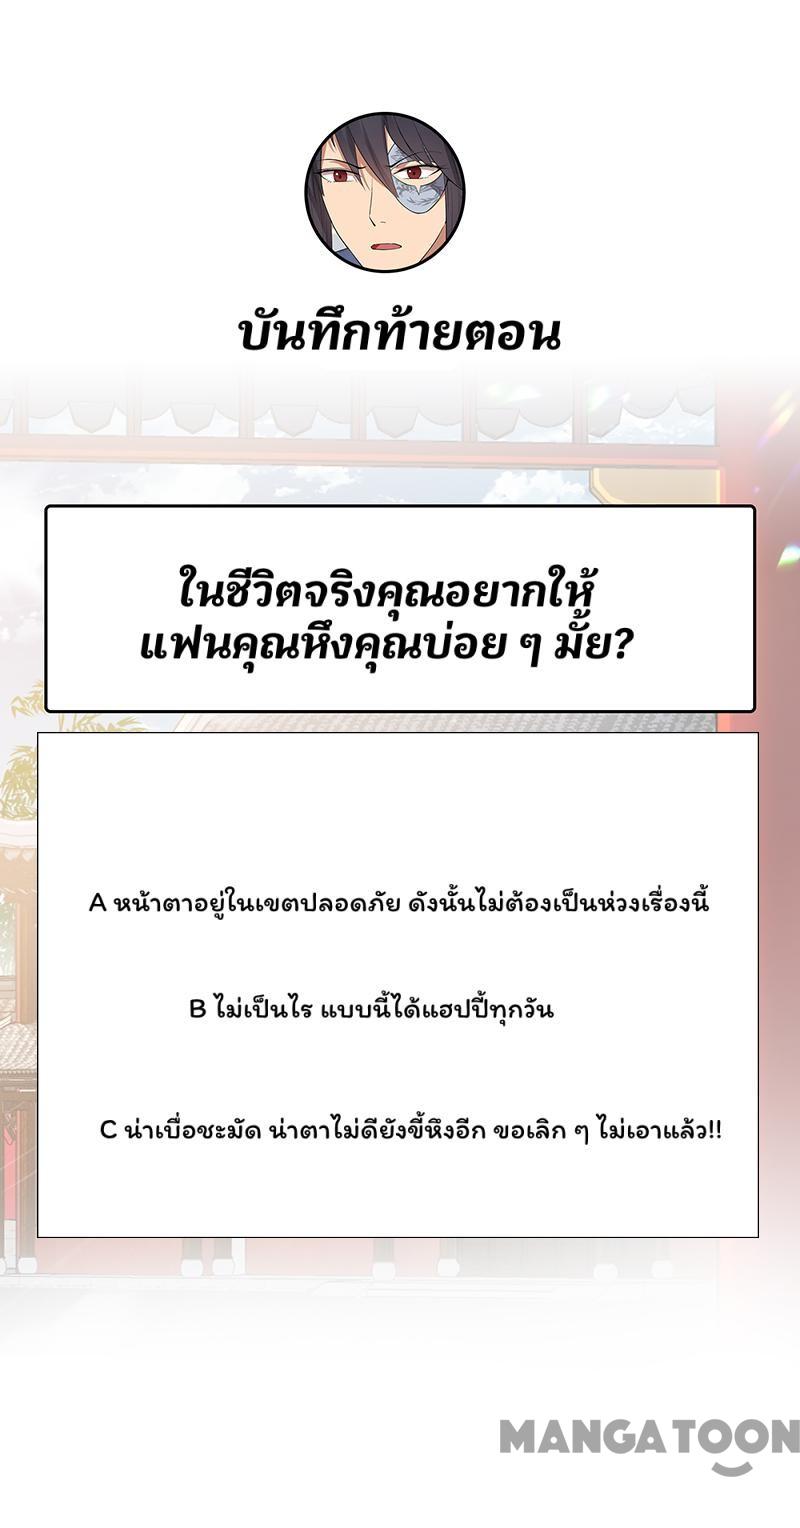 บันทึกท้ายตอน
ในชีวิตจริงคุณอยากให้
แฟนคุณหึงคุณบ่อย ๆ มั้ย?
A หน้าตาอยู่ในเขตปลอดภัย ดังนั้นไม่ต้องเป็นห่วงเรื่องนี้
B ไม่เป็นไร แบบนี้ได้แฮปปี้ทุกวัน
C น่าเบื่อชะมัด น่าตาไม่ดียังขี้หึงอีก ขอเลิก ๆ ไม่เอาแล้ว!!
MANGATOON